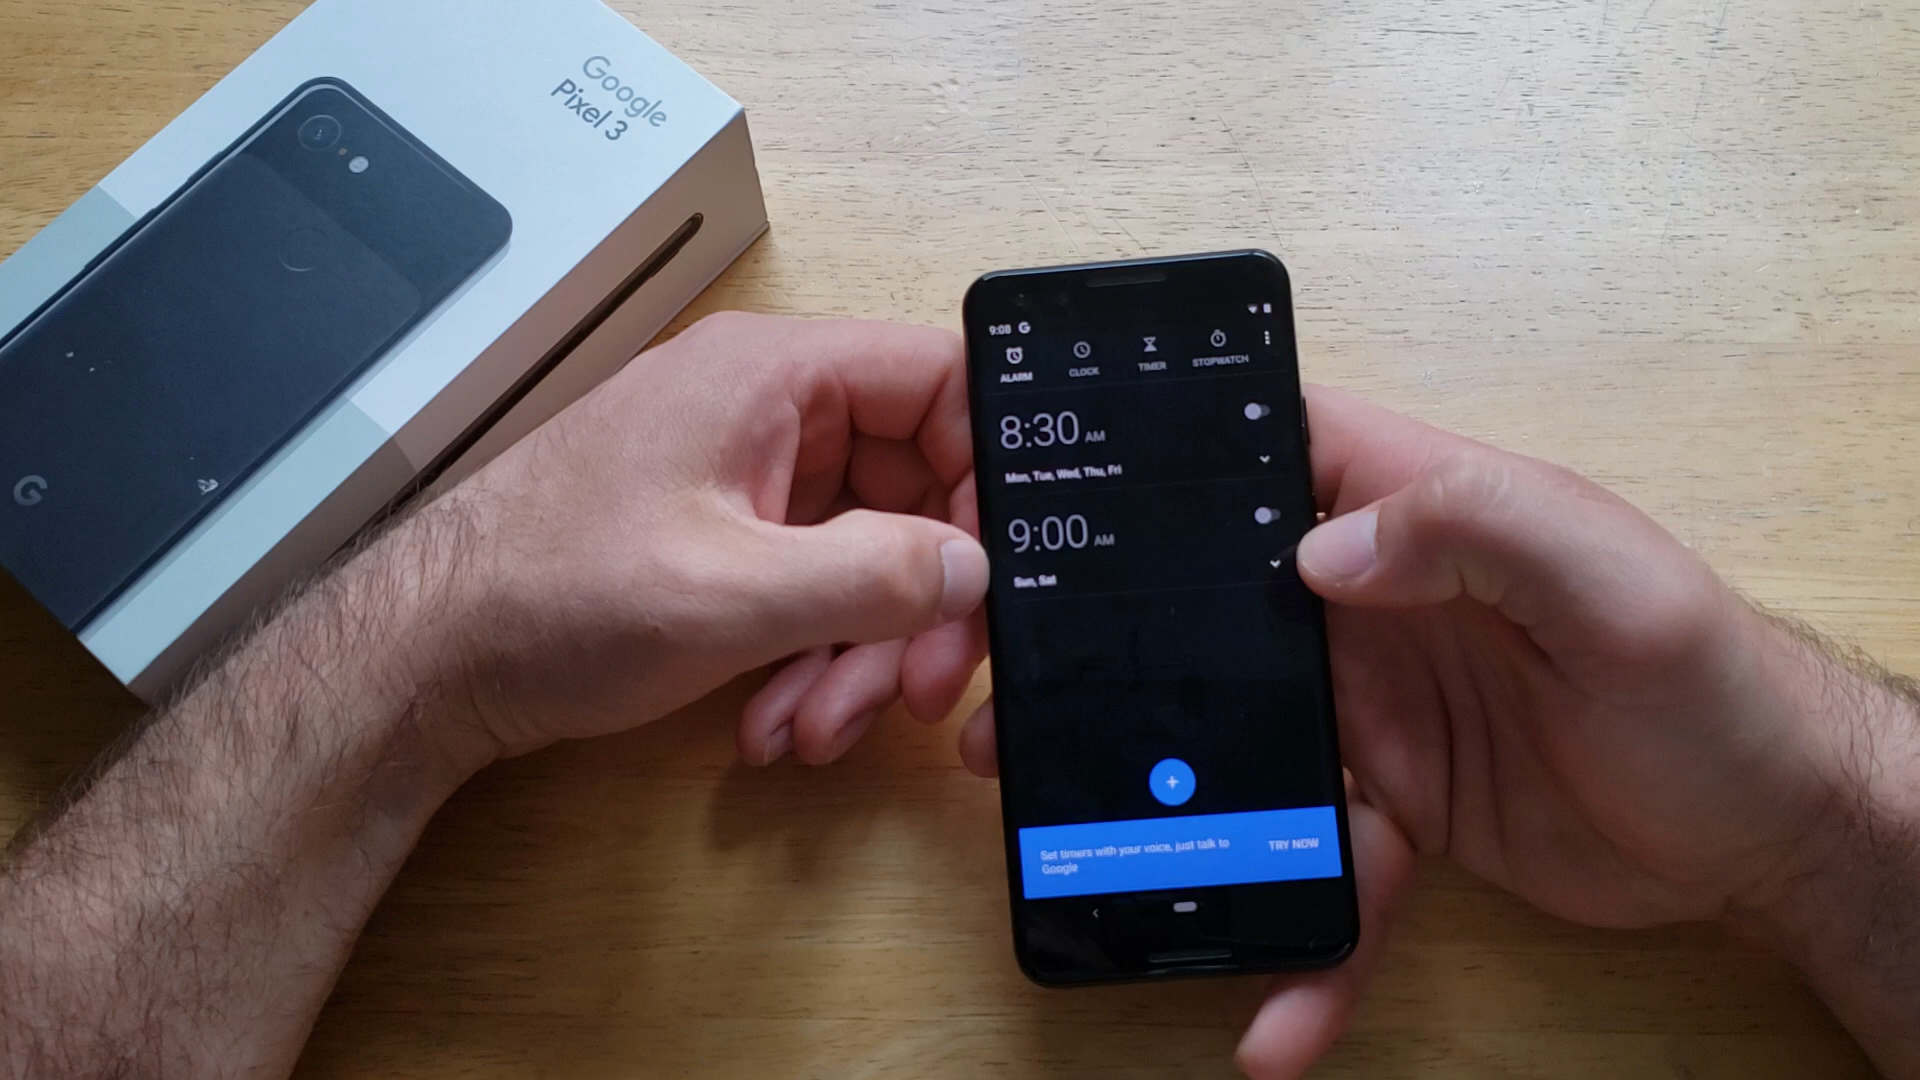 Google
Pixel 3
G
9:08 G
ALARM CLOCK TIMER STOPWATCH
8:30 AM
Mon, Tue, Wed, Thu, Fri
9:00 AM
Sun, Sat
+
Set timers with your voice, just talk to
Google
TRY NOW